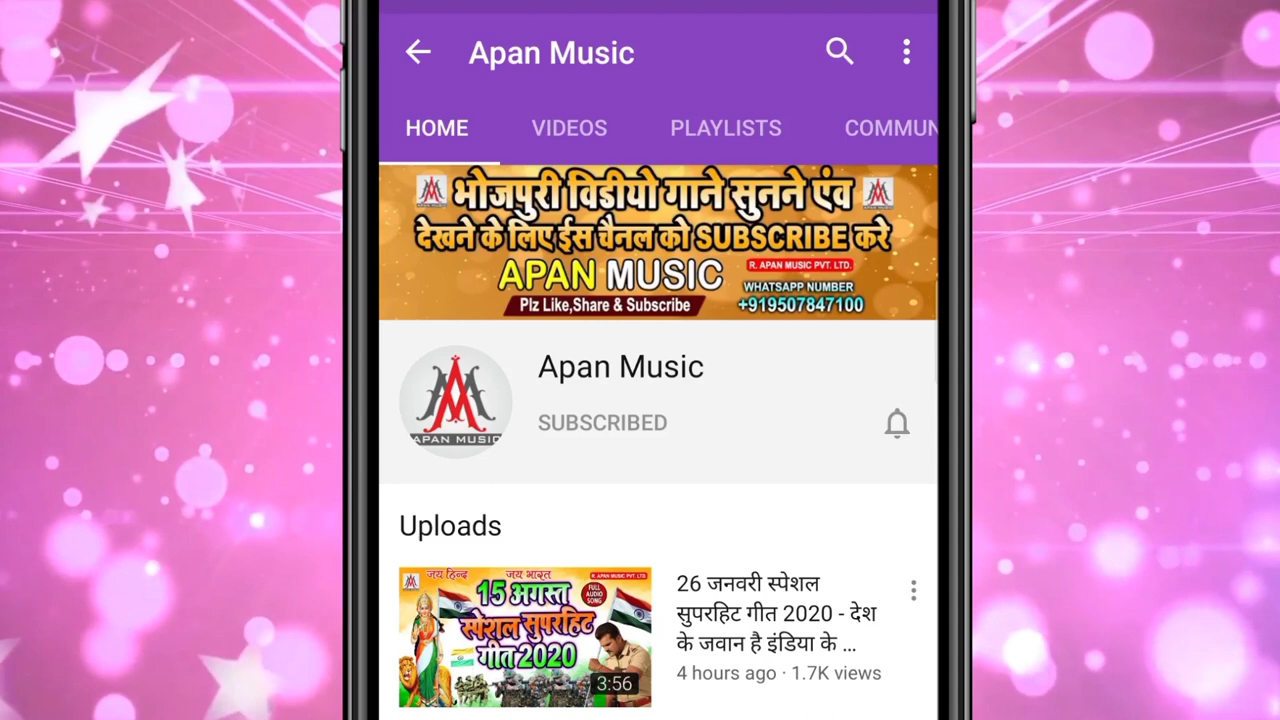 Apan Music
HOME VIDEOS PLAYLISTS COMMUN
भोजपुरी विडीयो गाने सुनने एंव
देखने के लिए ईस चैनल को SUBSCRIBE करे
APAN MUSIC
R. APAN MUSIC PVT. LTD.
WHATSAPP NUMBER
Plz Like,Share & Subscribe
+919507847100
Apan Music
SUBSCRIBED
APAN MUSIC
Uploads
जय हिन्द जय भारत
R. APAN MUSIC PVT. LTD
15 अगस्त
FULL AUDIO SONG
स्पेशल सुपरहिट
गीत 2020
3:56
26 जनवरी स्पेशल
सुपरहिट गीत 2020 - देश
के जवान है इंडिया के ...
4 hours ago · 1.7K views